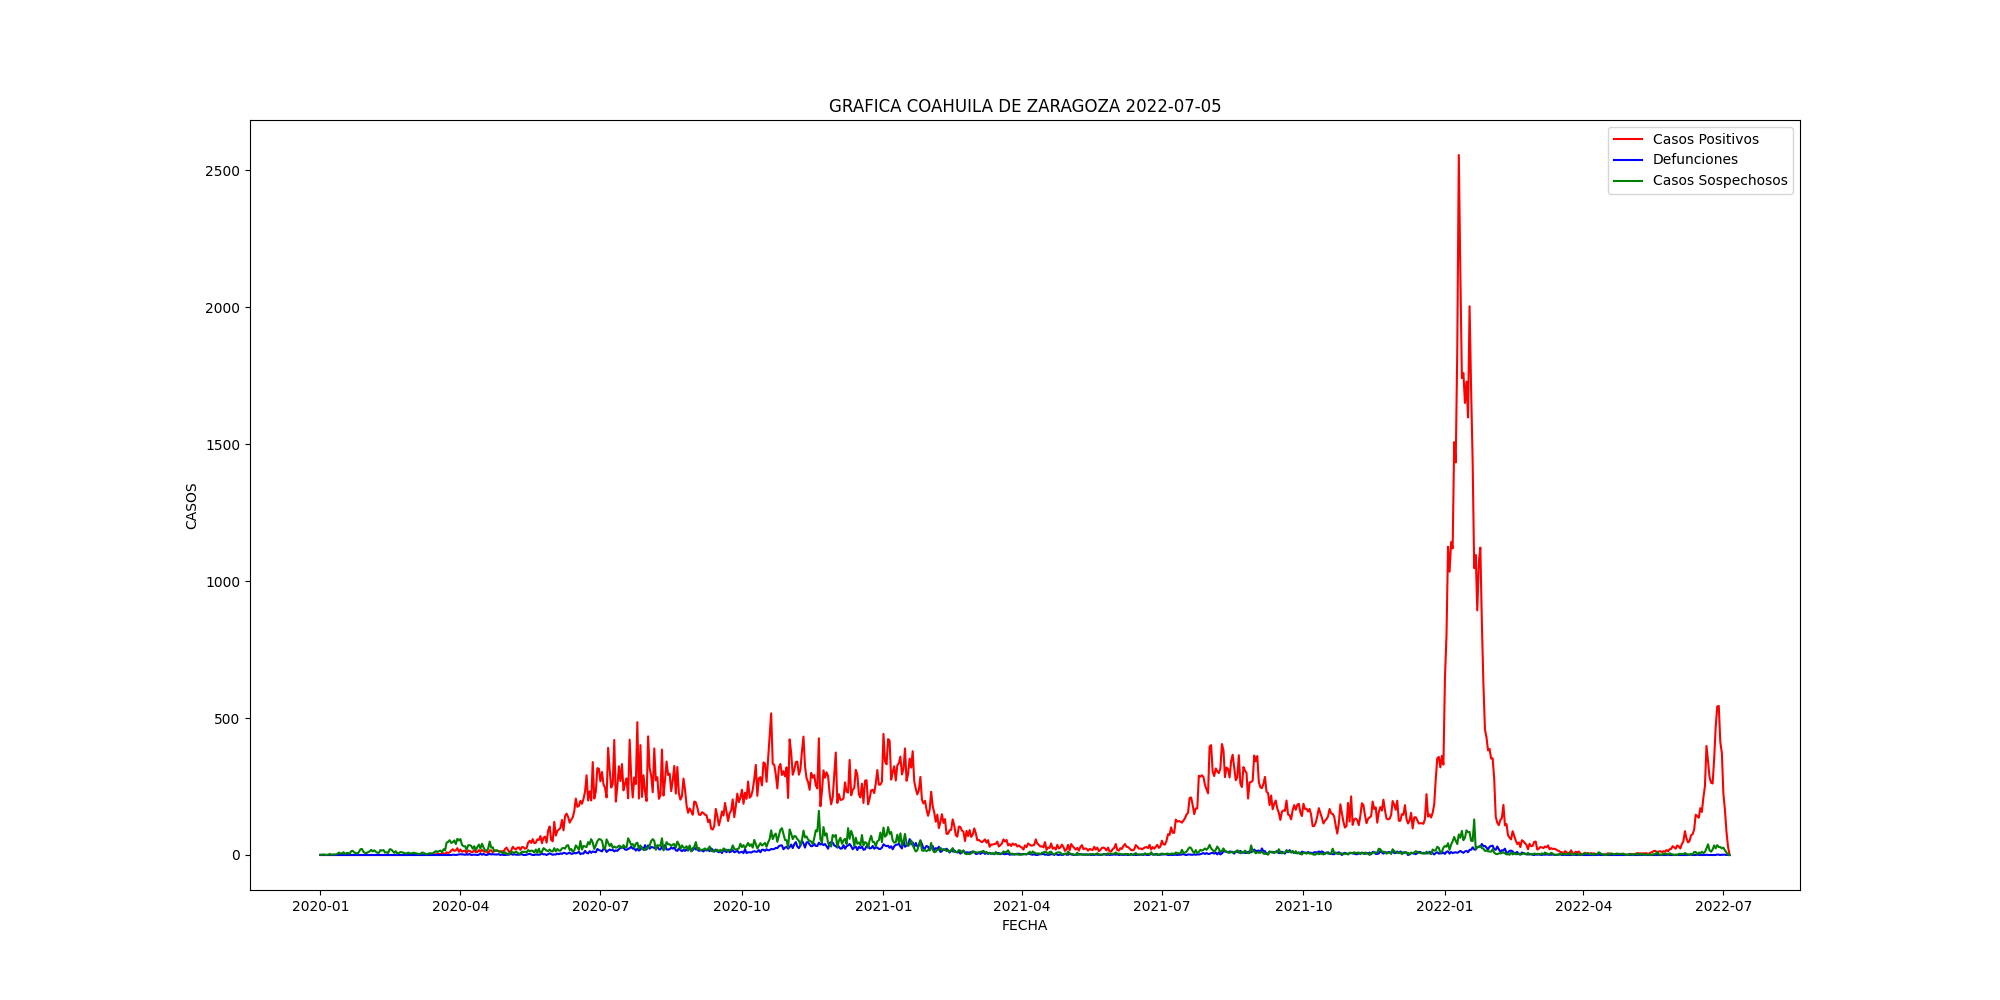 GRAFICA COAHUILA DE ZARAGOZA 2022-07-05
Casos Positivos
Defunciones
Casos Sospechosos
CASOS
2500
2000
1500
1000
500
0
2020-01 2020-04 2020-07 2020-10 2021-01 2021-04 2021-07 2021-10 2022-01 2022-04 2022-07
FECHA